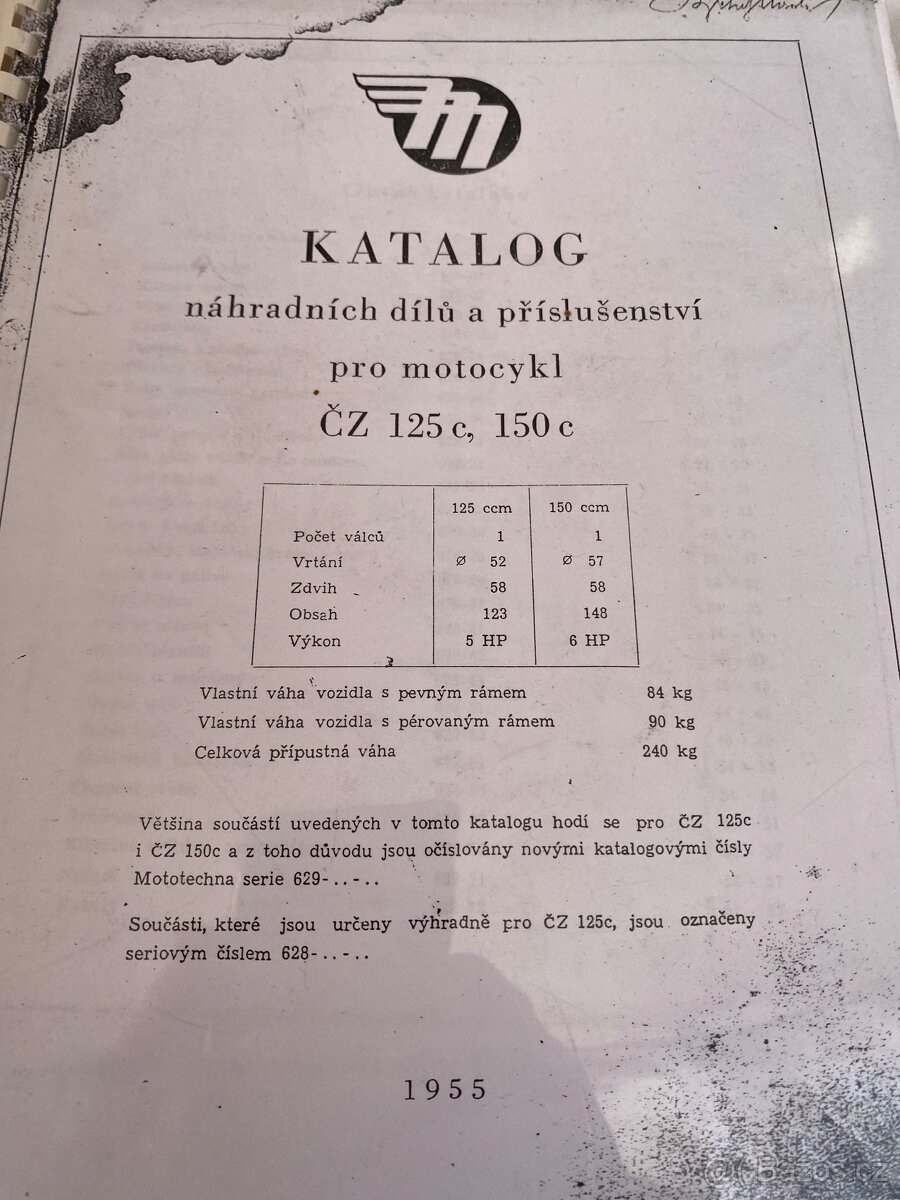 KATALOG
náhradních dílů a příslušenství
pro motocykl
ČZ 125 c, 150 c
125 ccm 150 ccm
Počet válců 1 1
Vrtání ∅ 52 ∅ 57
Zdvih 58 58
Obsah 123 148
Výkon 5 HP 6 HP
Vlastní váha vozidla s pevným rámem 84 kg
Vlastní váha vozidla s pérovaným rámem 90 kg
Celková přípustná váha 240 kg
Většina součástí uvedených v tomto katalogu hodí se pro ČZ 125c
i ČZ 150c a z toho důvodu jsou očíslovány novými katalogovými čísly
Mototechna serie 629-..-..
Součásti, které jsou určeny výhradně pro ČZ 125c, jsou označeny
seriovým číslem 628-..-..
1955
@ Bazos.cz